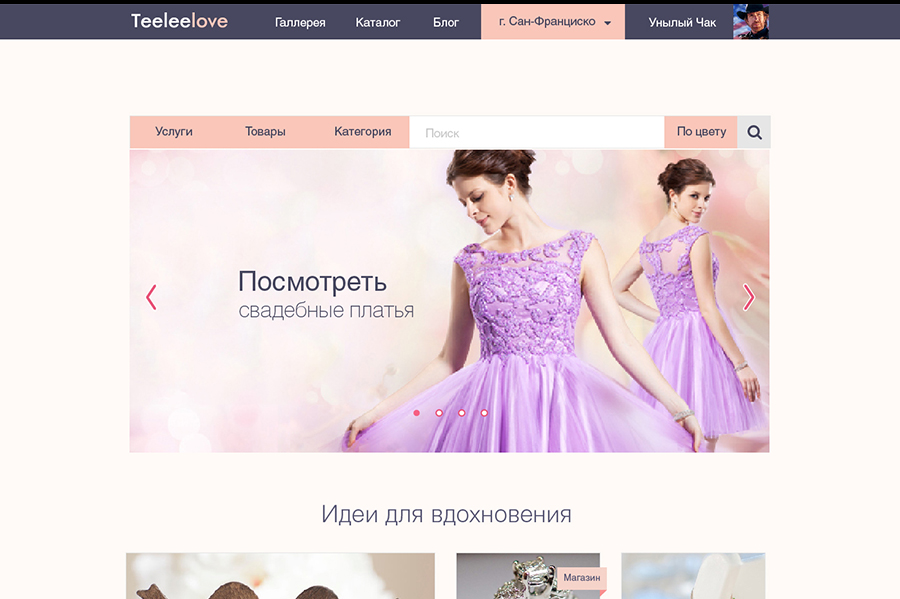 Teeleelove
Галлерея
Каталог
Блог
г. Сан-Франциско
Унылый Чак
Услуги
Товары
Категория
Поиск
По цвету
Посмотреть
свадебные платья
Идеи для вдохновения
Магазин